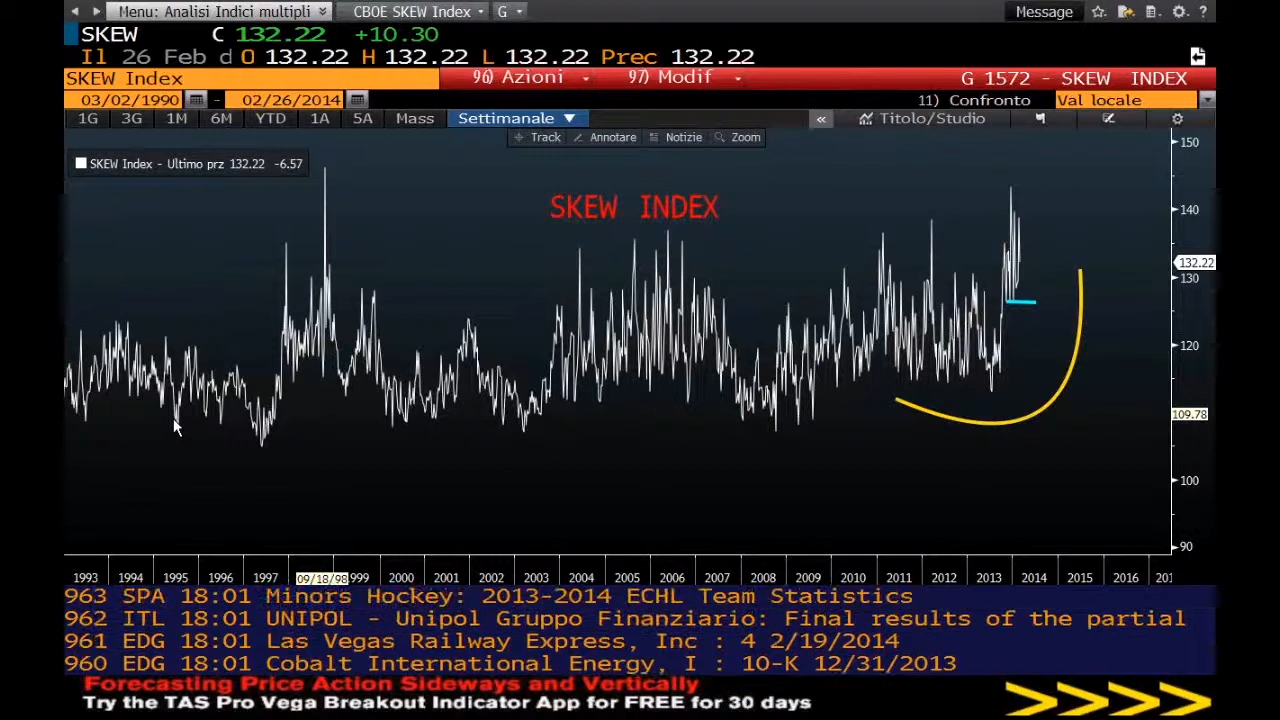 Menu: Analisi Indici multipli CBOE SKEW Index G Message ?
SKEW C 132.22 +10.30
Il 26 Feb d O 132.22 H 132.22 L 132.22 Prec 132.22
SKEW Index 96) Azioni 97) Modif G 1572 - SKEW INDEX
03/02/1990 - 02/26/2014 11) Confronto Val locale
1G 3G 1M 6M YTD 1A 5A Mass Settimanale ▼ « Titolo/Studio
Track Annotare Notizie Zoom
SKEW Index - Ultimo prz 132.22 -6.57
SKEW INDEX
150
140
132.22
130
120
109.78
100
90
1993 1994 1995 1996 1997 09/18/98 999 2000 2001 2002 2003 2004 2005 2006 2007 2008 2009 2010 2011 2012 2013 2014 2015 2016 201
963 SPA 18:01 Minors Hockey: 2013-2014 ECHL Team Statistics
962 ITL 18:01 UNIPOL - Unipol Gruppo Finanziario: Final results of the partial
961 EDG 18:01 Las Vegas Railway Express, Inc : 4 2/19/2014
960 EDG 18:01 Cobalt International Energy, I : 10-K 12/31/2013
Forecasting Price Action Sideways and Vertically
Try the TAS Pro Vega Breakout Indicator App for FREE for 30 days